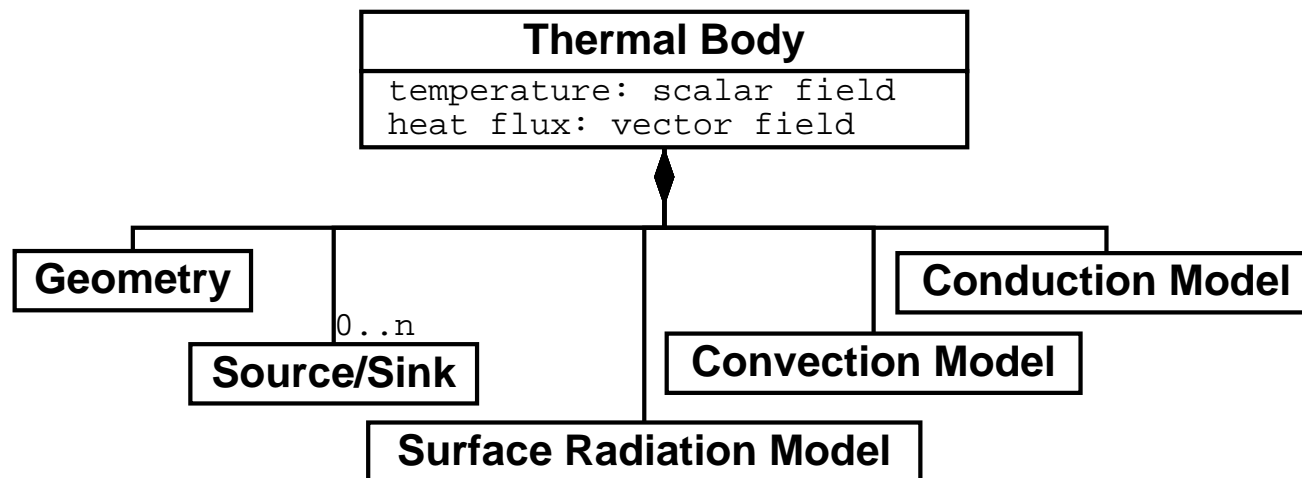 Thermal Body
temperature: scalar field
heat flux: vector field
Geometry
Conduction Model
0..n
Source/Sink
Convection Model
Surface Radiation Model